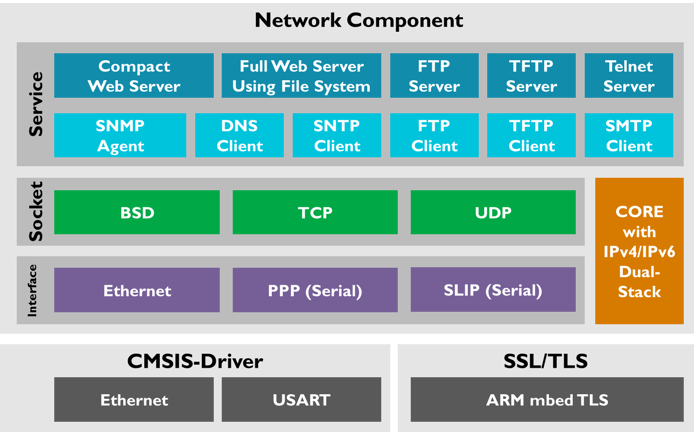 Network Component
Service
Compact
Web Server
Full Web Server
Using File System
FTP
Server
TFTP
Server
Telnet
Server
SNMP
Agent
DNS
Client
SNTP
Client
FTP
Client
TFTP
Client
SMTP
Client
Socket
BSD
TCP
UDP
CORE
with
IPv4/IPv6
Dual-
Stack
Interface
Ethernet
PPP (Serial)
SLIP (Serial)
CMSIS-Driver
Ethernet
USART
SSL/TLS
ARM mbed TLS